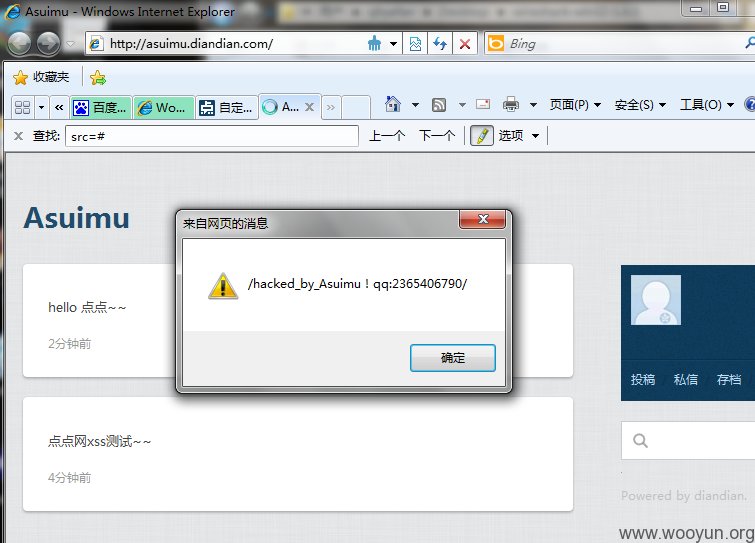 Asuimu - Windows Internet Explorer
http://asuimu.diandian.com/
Bing
收藏夹
百度...
Wo...
自定...
A...
页面(P)
安全(S)
工具(O)
查找: src=#
上一个
下一个
选项
Asuimu
来自网页的消息
/hacked_by_Asuimu！qq:2365406790/
确定
hello 点点~~
2分钟前
点点网xss测试~~
4分钟前
投稿 / 私信 / 存档
Powered by diandian.
www.wooyun.org